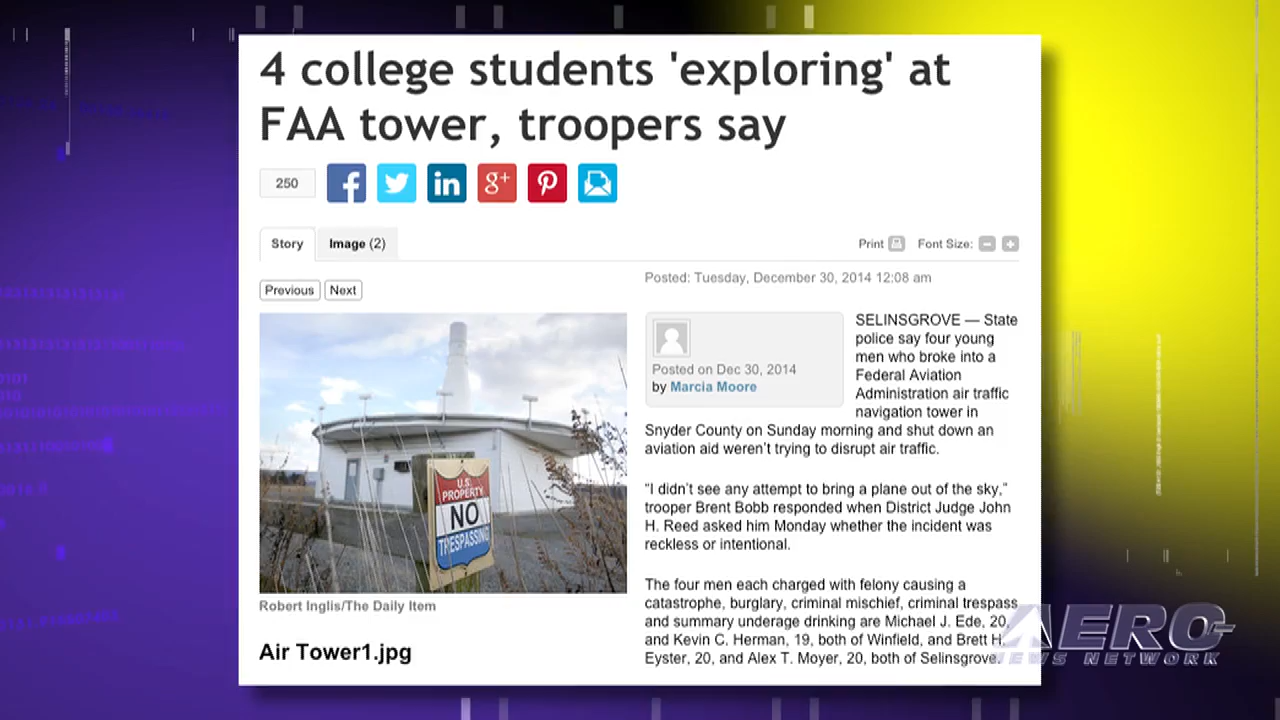 4 college students 'exploring' at
FAA tower, troopers say
250
Story
Image (2)
Print
Font Size:
Previous
Next
Posted: Tuesday, December 30, 2014 12:08 am
U.S.
PROPERTY
NO
TRESPASSING
Robert Inglis/The Daily Item
Air Tower1.jpg
Posted on Dec 30, 2014
by Marcia Moore
SELINSGROVE — State
police say four young
men who broke into a
Federal Aviation
Administration air traffic
navigation tower in
Snyder County on Sunday morning and shut down an
aviation aid weren't trying to disrupt air traffic.
“I didn't see any attempt to bring a plane out of the sky,”
trooper Brent Bobb responded when District Judge John
H. Reed asked him Monday whether the incident was
reckless or intentional.
The four men each charged with felony causing a
catastrophe, burglary, criminal mischief, criminal trespass
and summary underage drinking are Michael J. Ede, 20,
and Kevin C. Herman, 19, both of Winfield, and Brett H.
Eyster, 20, and Alex T. Moyer, 20, both of Selinsgrove.
AERO
NEWS NETWORK